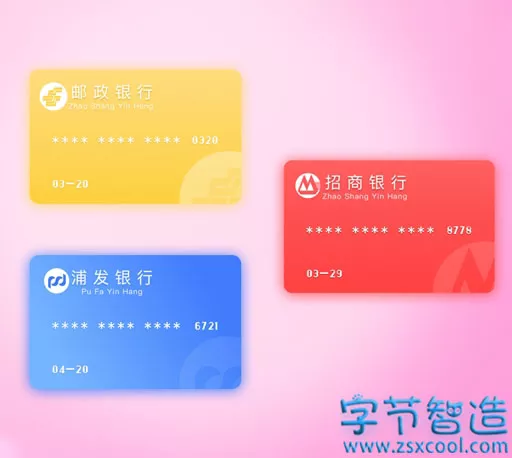 邮政银行
Zhao Shang Yin Hang
**** **** **** 0320
03—20
招商银行
Zhao Shang Yin Hang
**** **** **** 8778
03—29
浦发银行
Pu Fa Yin Hang
**** **** **** 6721
04—20
字节智造
www.zsxcool.com